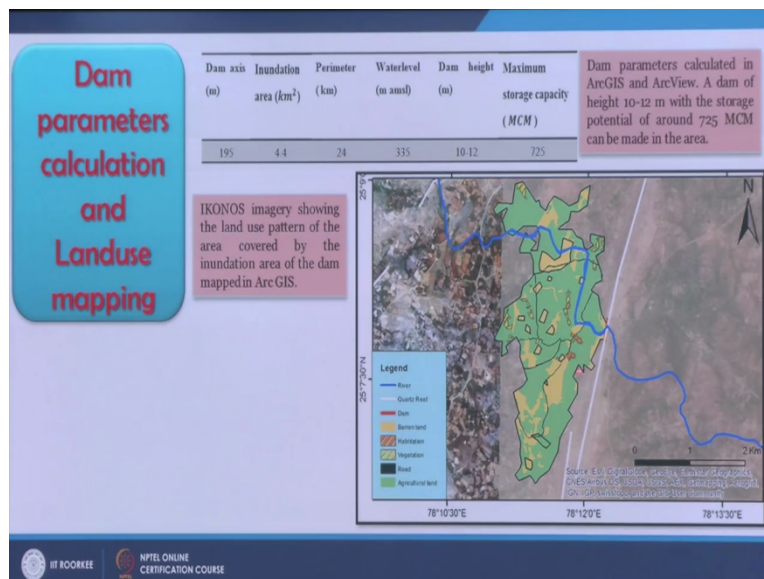 Dam
parameters
calculation
and
Landuse
mapping
Dam axis Inundation Perimeter Waterlevel Dam height Maximum
(m) area (km²) (km) (m amsl) (m) storage capacity
(MCM)
195 4.4 24 335 10-12 725
Dam parameters calculated in
ArcGIS and ArcView. A dam of
height 10-12 m with the storage
potential of around 725 MCM
can be made in the area.
IKONOS imagery showing
the land use pattern of the
area covered by the
inundation area of the dam
mapped in Arc GIS.
25°9'
N
25°7'30"N
Legend
River
Quartz Reef
Dam
Barren land
Habitation
Vegetation
Road
Agricultural land
0 1 2 Km
78°10'30"E 78°12'0"E 78°13'30"E
IIT ROORKEE
NPTEL ONLINE
CERTIFICATION COURSE